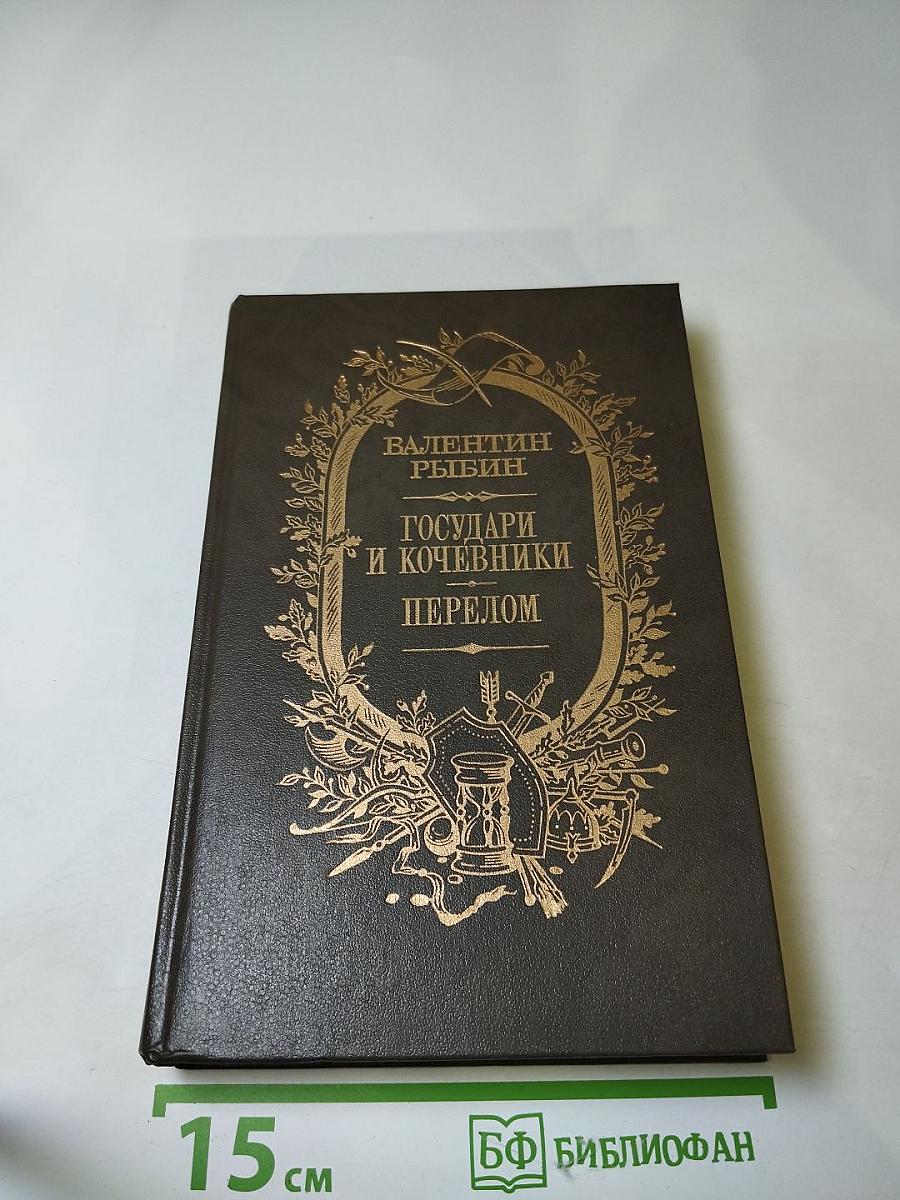 ВАЛЕНТИН
РЫБИН
ГОСУДАРИ
И КОЧЕВНИКИ
ПЕРЕЛОМ
15 см
БФ БИБЛИОФАН